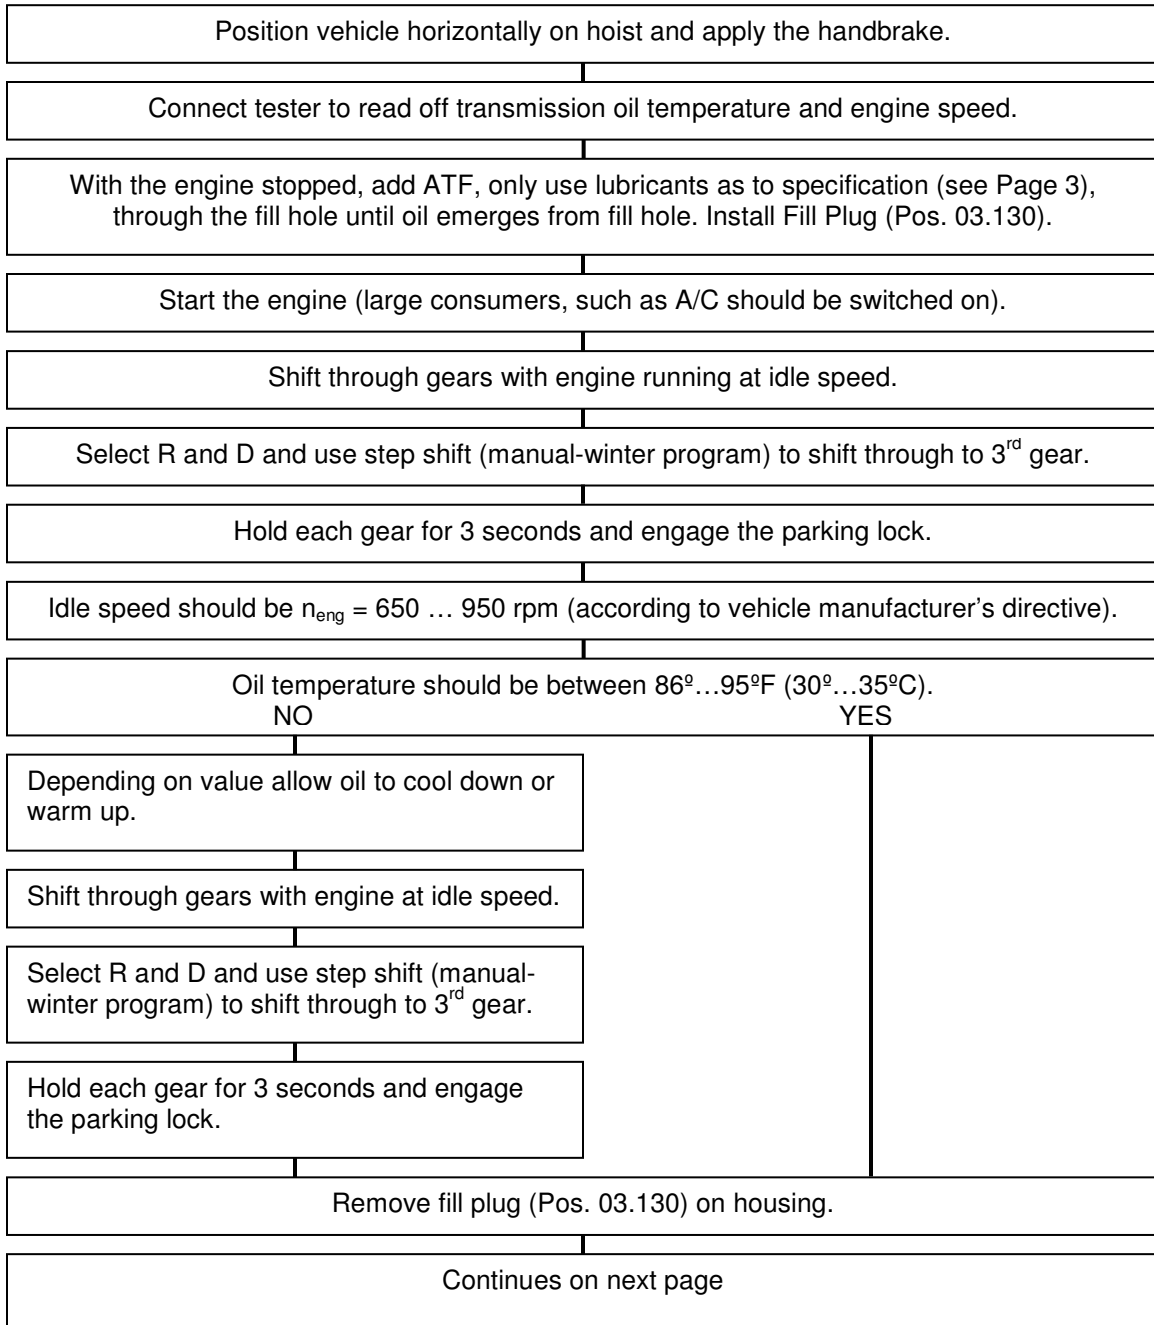 Position vehicle horizontally on hoist and apply the handbrake.
Connect tester to read off transmission oil temperature and engine speed.
With the engine stopped, add ATF, only use lubricants as to specification (see Page 3),
through the fill hole until oil emerges from fill hole. Install Fill Plug (Pos. 03.130).
Start the engine (large consumers, such as A/C should be switched on).
Shift through gears with engine running at idle speed.
Select R and D and use step shift (manual-winter program) to shift through to 3rd gear.
Hold each gear for 3 seconds and engage the parking lock.
Idle speed should be neng = 650 … 950 rpm (according to vehicle manufacturer’s directive).
Oil temperature should be between 86º…95ºF (30º…35ºC).
NO YES
Depending on value allow oil to cool down or
warm up.
Shift through gears with engine at idle speed.
Select R and D and use step shift (manual-
winter program) to shift through to 3rd gear.
Hold each gear for 3 seconds and engage
the parking lock.
Remove fill plug (Pos. 03.130) on housing.
Continues on next page